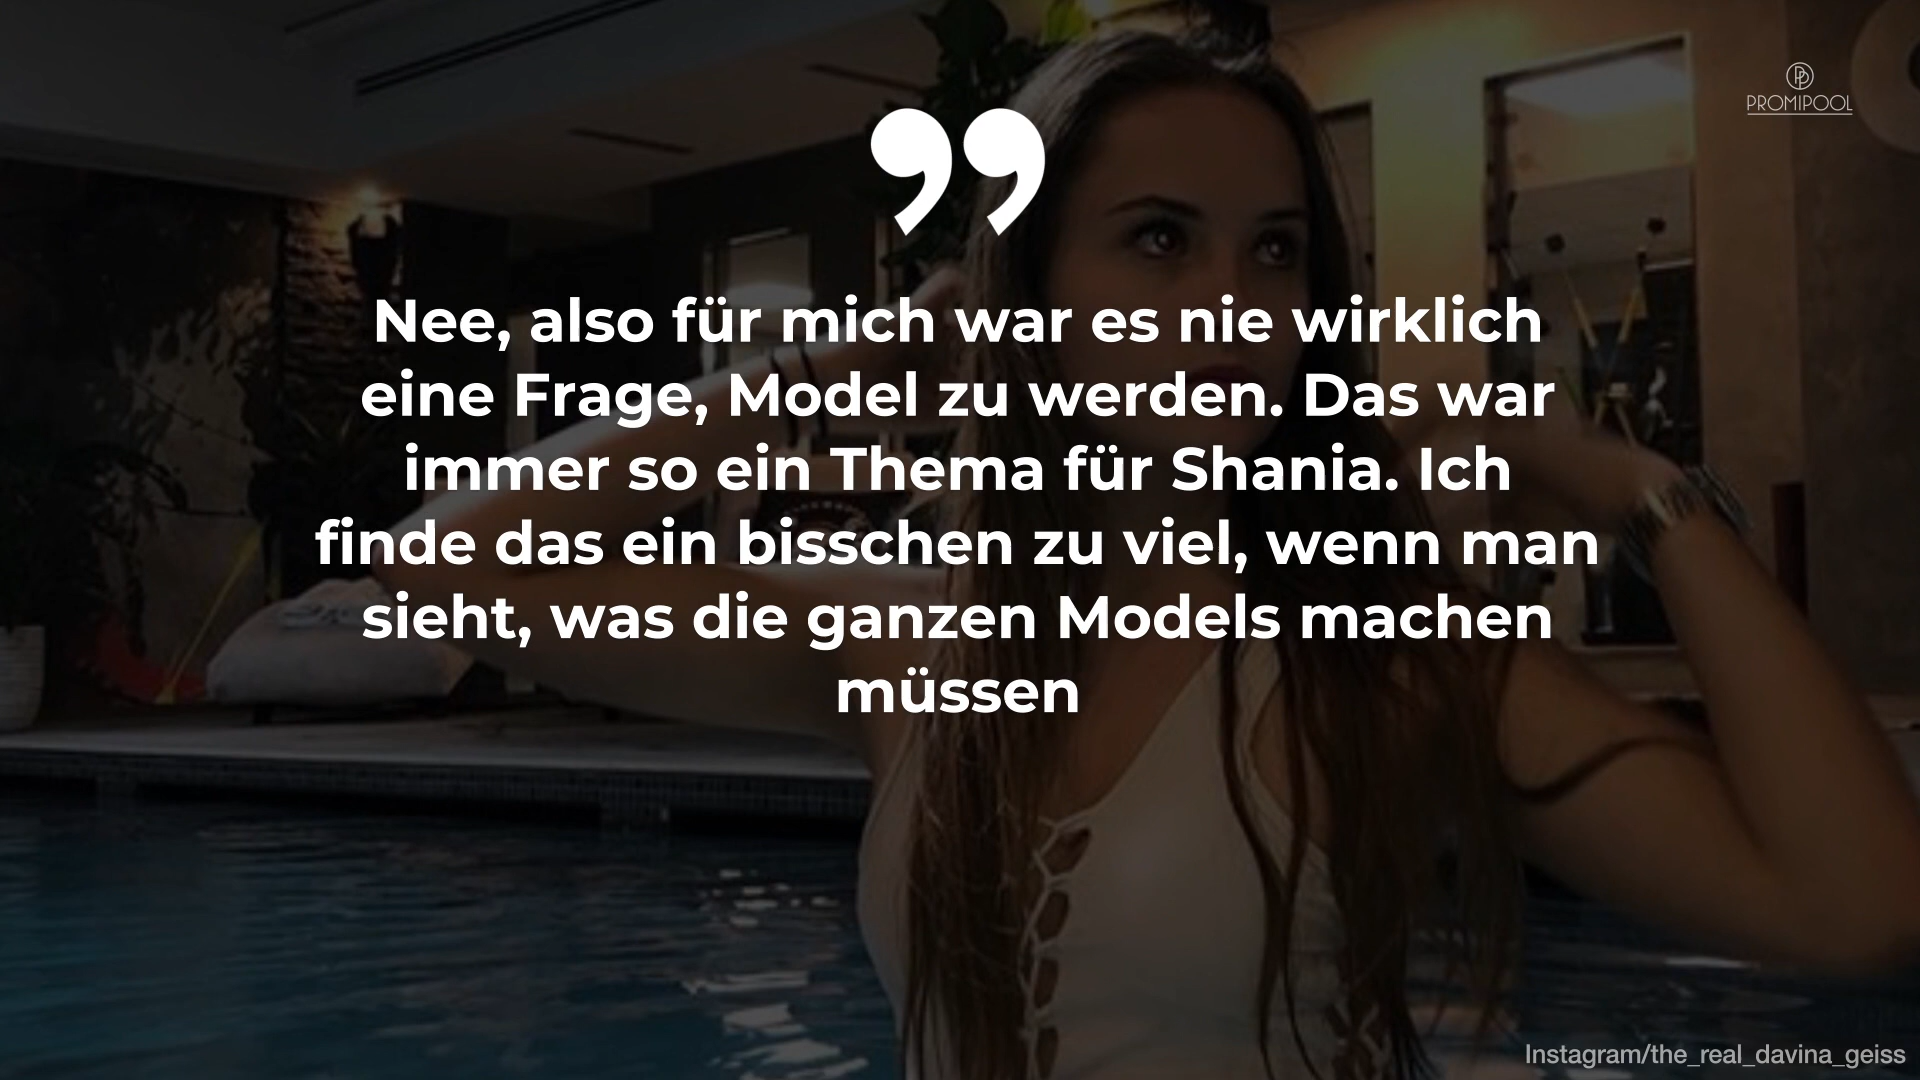 PROMIPOOL
”
Nee, also für mich war es nie wirklich
eine Frage, Model zu werden. Das war
immer so ein Thema für Shania. Ich
finde das ein bisschen zu viel, wenn man
sieht, was die ganzen Models machen
müssen
Instagram/the_real_davina_geiss